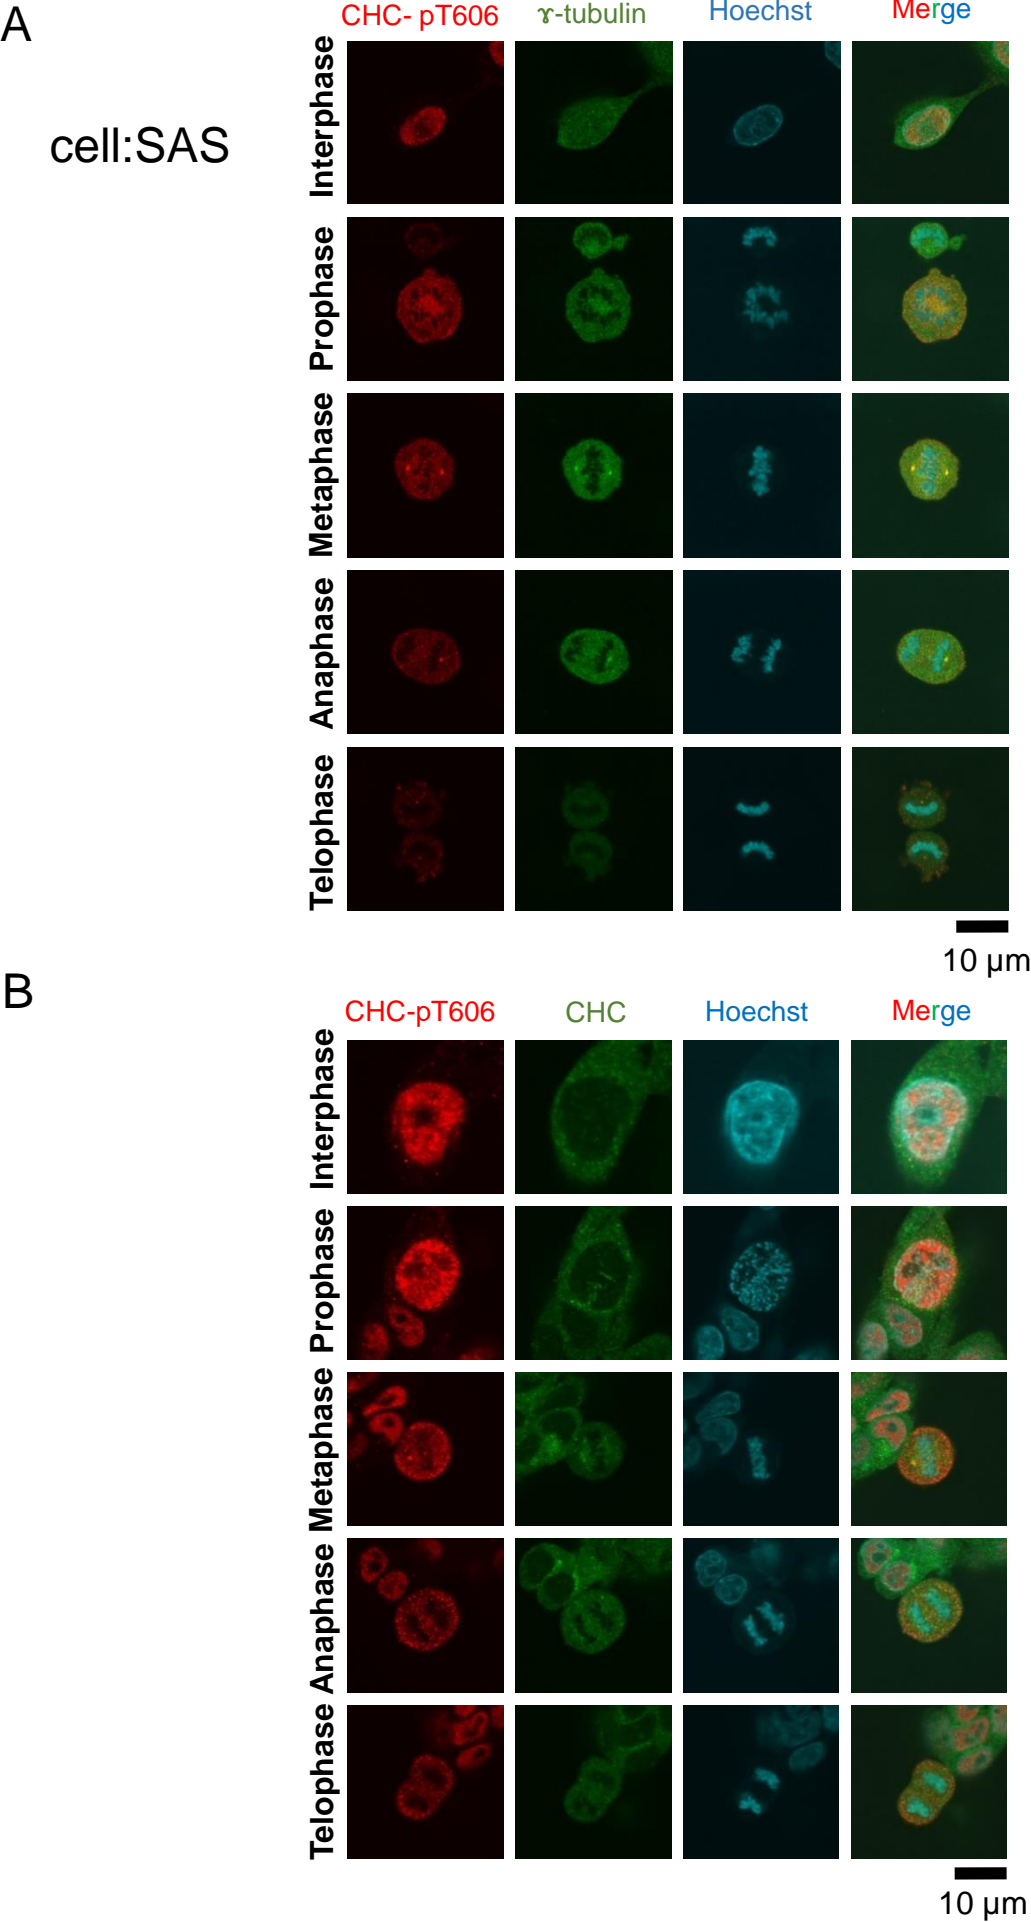 A
CHC- pT606 ɤ-tubulin Hoechst Merge
cell:SAS
Interphase
Prophase
Metaphase
Anaphase
Telophase
10 µm
B
CHC-pT606 CHC Hoechst Merge
Interphase
Prophase
Metaphase
Anaphase
Telophase
10 µm